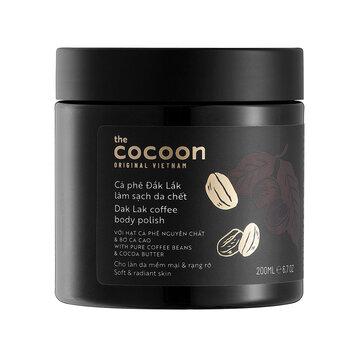 the
cocoon
ORIGINAL VIETNAM
Cà phê Đắk Lắk
làm sạch da chết
Dak Lak coffee
body polish
VỚI HẠT CÀ PHÊ NGUYÊN CHẤT
& BƠ CA CAO
WITH PURE COFFEE BEANS
& COCOA BUTTER
Cho làn da mềm mại & rạng rỡ
Soft & radiant skin
200ML ℮ 6.7 OZ